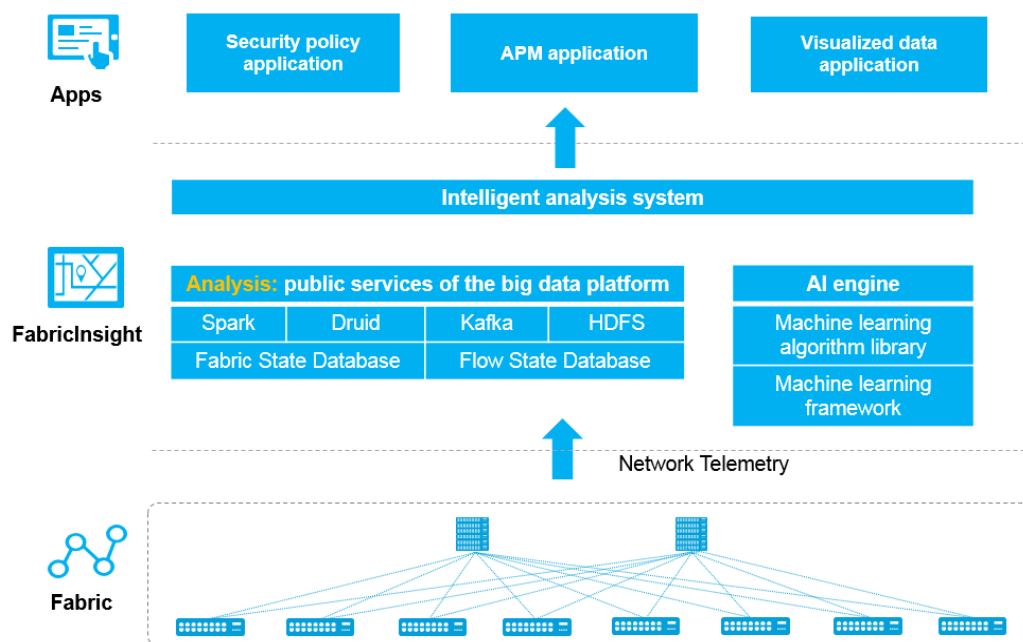 Security policy
application
APM application
Visualized data
application
Apps
Intelligent analysis system
Analysis: public services of the big data platform
AI engine
Spark
Druid
Kafka
HDFS
Machine learning
algorithm library
FabricInsight
Fabric State Database
Flow State Database
Machine learning
framework
Network Telemetry
Fabric